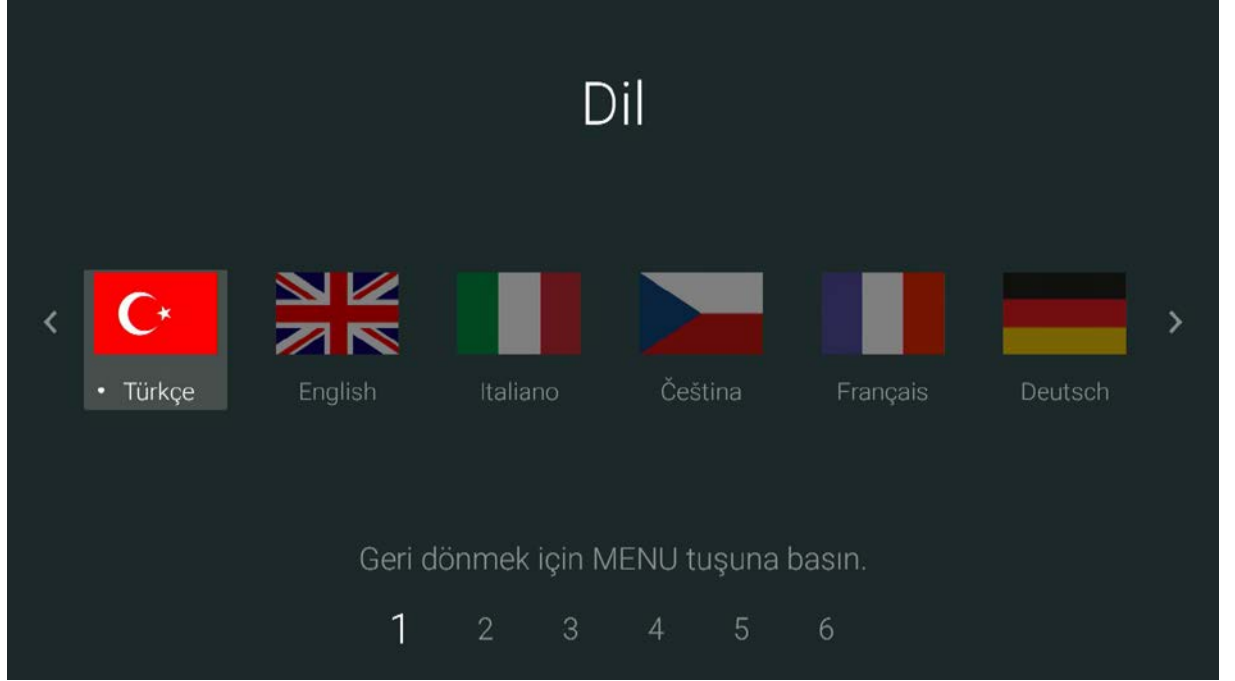 Dil
• Türkçe English Italiano Čeština Français Deutsch
Geri dönmek için MENU tuşuna basın.
1 2 3 4 5 6